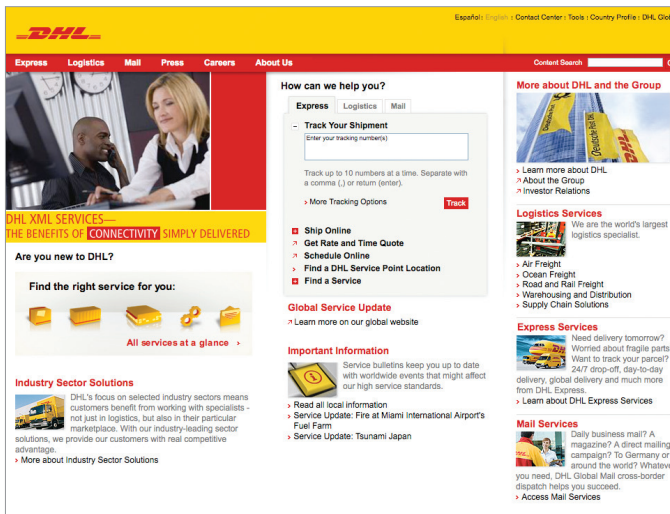 Español: English : Contact Center : Tools : Country Profile : DHL Glob
DHL
Express Logistics Mail Press Careers About Us
Content Search
DHL XML SERVICES—
THE BENEFITS OF CONNECTIVITY SIMPLY DELIVERED
Are you new to DHL?
Find the right service for you:
All services at a glance ›
Industry Sector Solutions
DHL's focus on selected industry sectors means
customers benefit from working with specialists -
not just in logistics, but also in their particular
marketplace. With our industry-leading sector
solutions, we provide our customers with real competitive
advantage.
› More about Industry Sector Solutions
How can we help you?
Express Logistics Mail
Track Your Shipment
Enter your tracking number(s)
Track up to 10 numbers at a time. Separate with
a comma (,) or return (enter).
› More Tracking Options
Track
Ship Online
Get Rate and Time Quote
Schedule Online
› Find a DHL Service Point Location
Find a Service
Global Service Update
Learn more on our global website
Important Information
Service bulletins keep you up to date
with worldwide events that might affect
our high service standards.
› Read all local information
› Service Update: Fire at Miami International Airport's
Fuel Farm
› Service Update: Tsunami Japan
More about DHL and the Group
Deutsche Post
DHL
› Learn more about DHL
About the Group
Investor Relations
Logistics Services
We are the world's largest
logistics specialist.
› Air Freight
› Ocean Freight
› Road and Rail Freight
› Warehousing and Distribution
› Supply Chain Solutions
Express Services
Need delivery tomorrow?
Worried about fragile parts
Want to track your parcel?
24/7 drop-off, day-to-day
delivery, global delivery and much more
from DHL Express.
› Learn about DHL Express Services
Mail Services
Daily business mail? A
magazine? A direct mailing
campaign? To Germany or
around the world? Whateve
you need, DHL Global Mail cross-border
dispatch helps you succeed.
› Access Mail Services